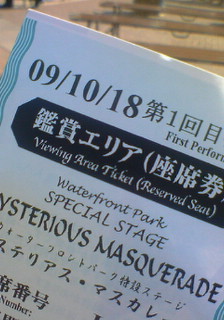 09/10/18 第1回目
First Perform
鑑賞エリア(座席券
Viewing Area Ticket (Reserved Seat)
Waterfront Park
SPECIAL STAGE
YSTERIOUS MASQUERADE
ウォーターフロントパーク特設ステージ
ステリアス・マスカレー
席番号
Number: